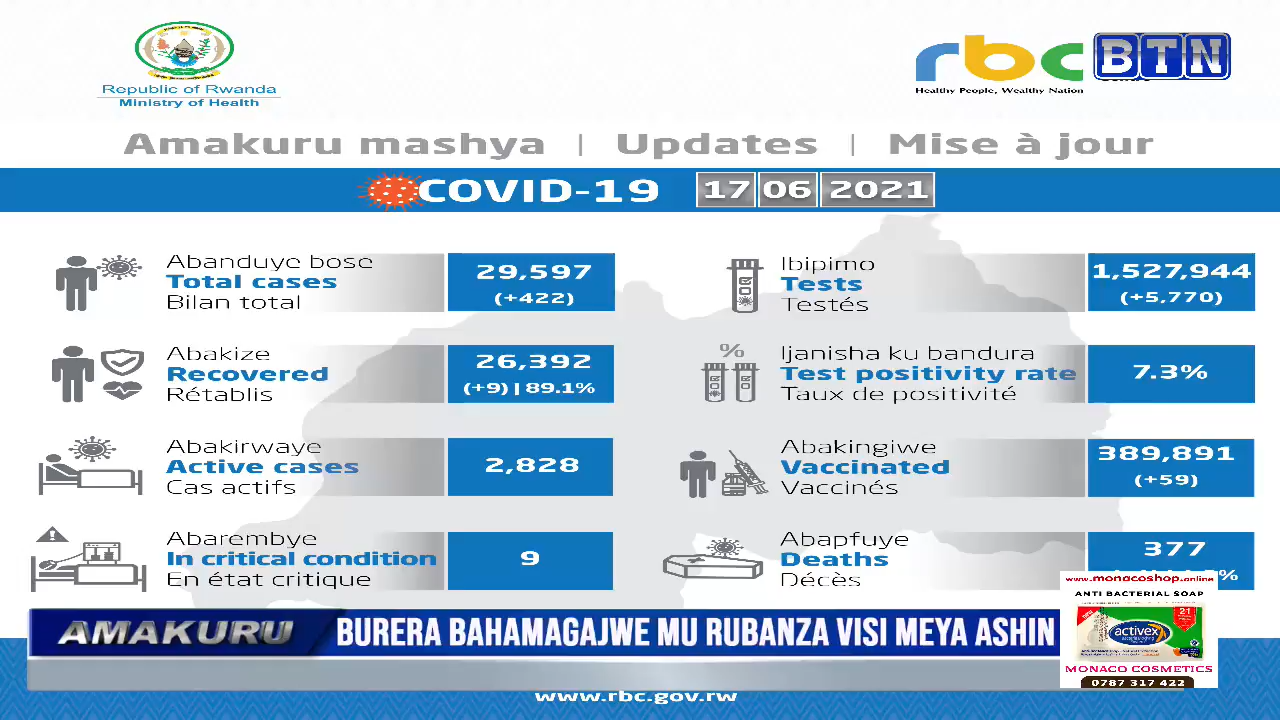 Republic of Rwanda
Ministry of Health
rbc
Healthy People, Wealthy Nation
BTN
Amakuru mashya | Updates | Mise à jour
COVID-19 17 06 2021
Abanduye bose
Total cases
Bilan total
29,597
(+422)
Ibipimo
Tests
Testés
1,527,944
(+5,770)
Abakize
Recovered
Rétablis
26,392
(+9) | 89.1%
Ijanisha ku bandura
Test positivity rate
Taux de positivité
7.3%
Abakirwaye
Active cases
Cas actifs
2,828
Abakingiwe
Vaccinated
Vaccinés
389,891
(+59)
Abarembye
In critical condition
En état critique
9
Abapfuye
Deaths
Décès
377
www.monacoshop.online
ANTI BACTERIAL SOAP
activex
21
MONACO COSMETICS
0787 317 422
AMAKURU
BURERA BAHAMAGAJWE MU RUBANZA VISI MEYA ASHIN
www.rbc.gov.rw